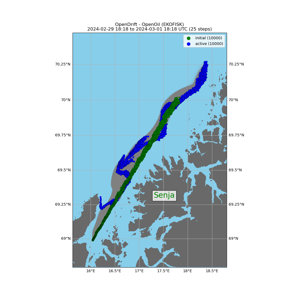 OpenDrift - OpenOil (EKOFISK)
2024-02-29 18:18 to 2024-03-01 18:18 UTC (25 steps)
initial (10000)
active (10000)
70.25°N
70.25°N
70°N
70°N
69.75°N
69.75°N
69.5°N
69.5°N
Senja
69.25°N
69.25°N
69°N
69°N
16°E
16.5°E
17°E
17.5°E
18°E
18.5°E